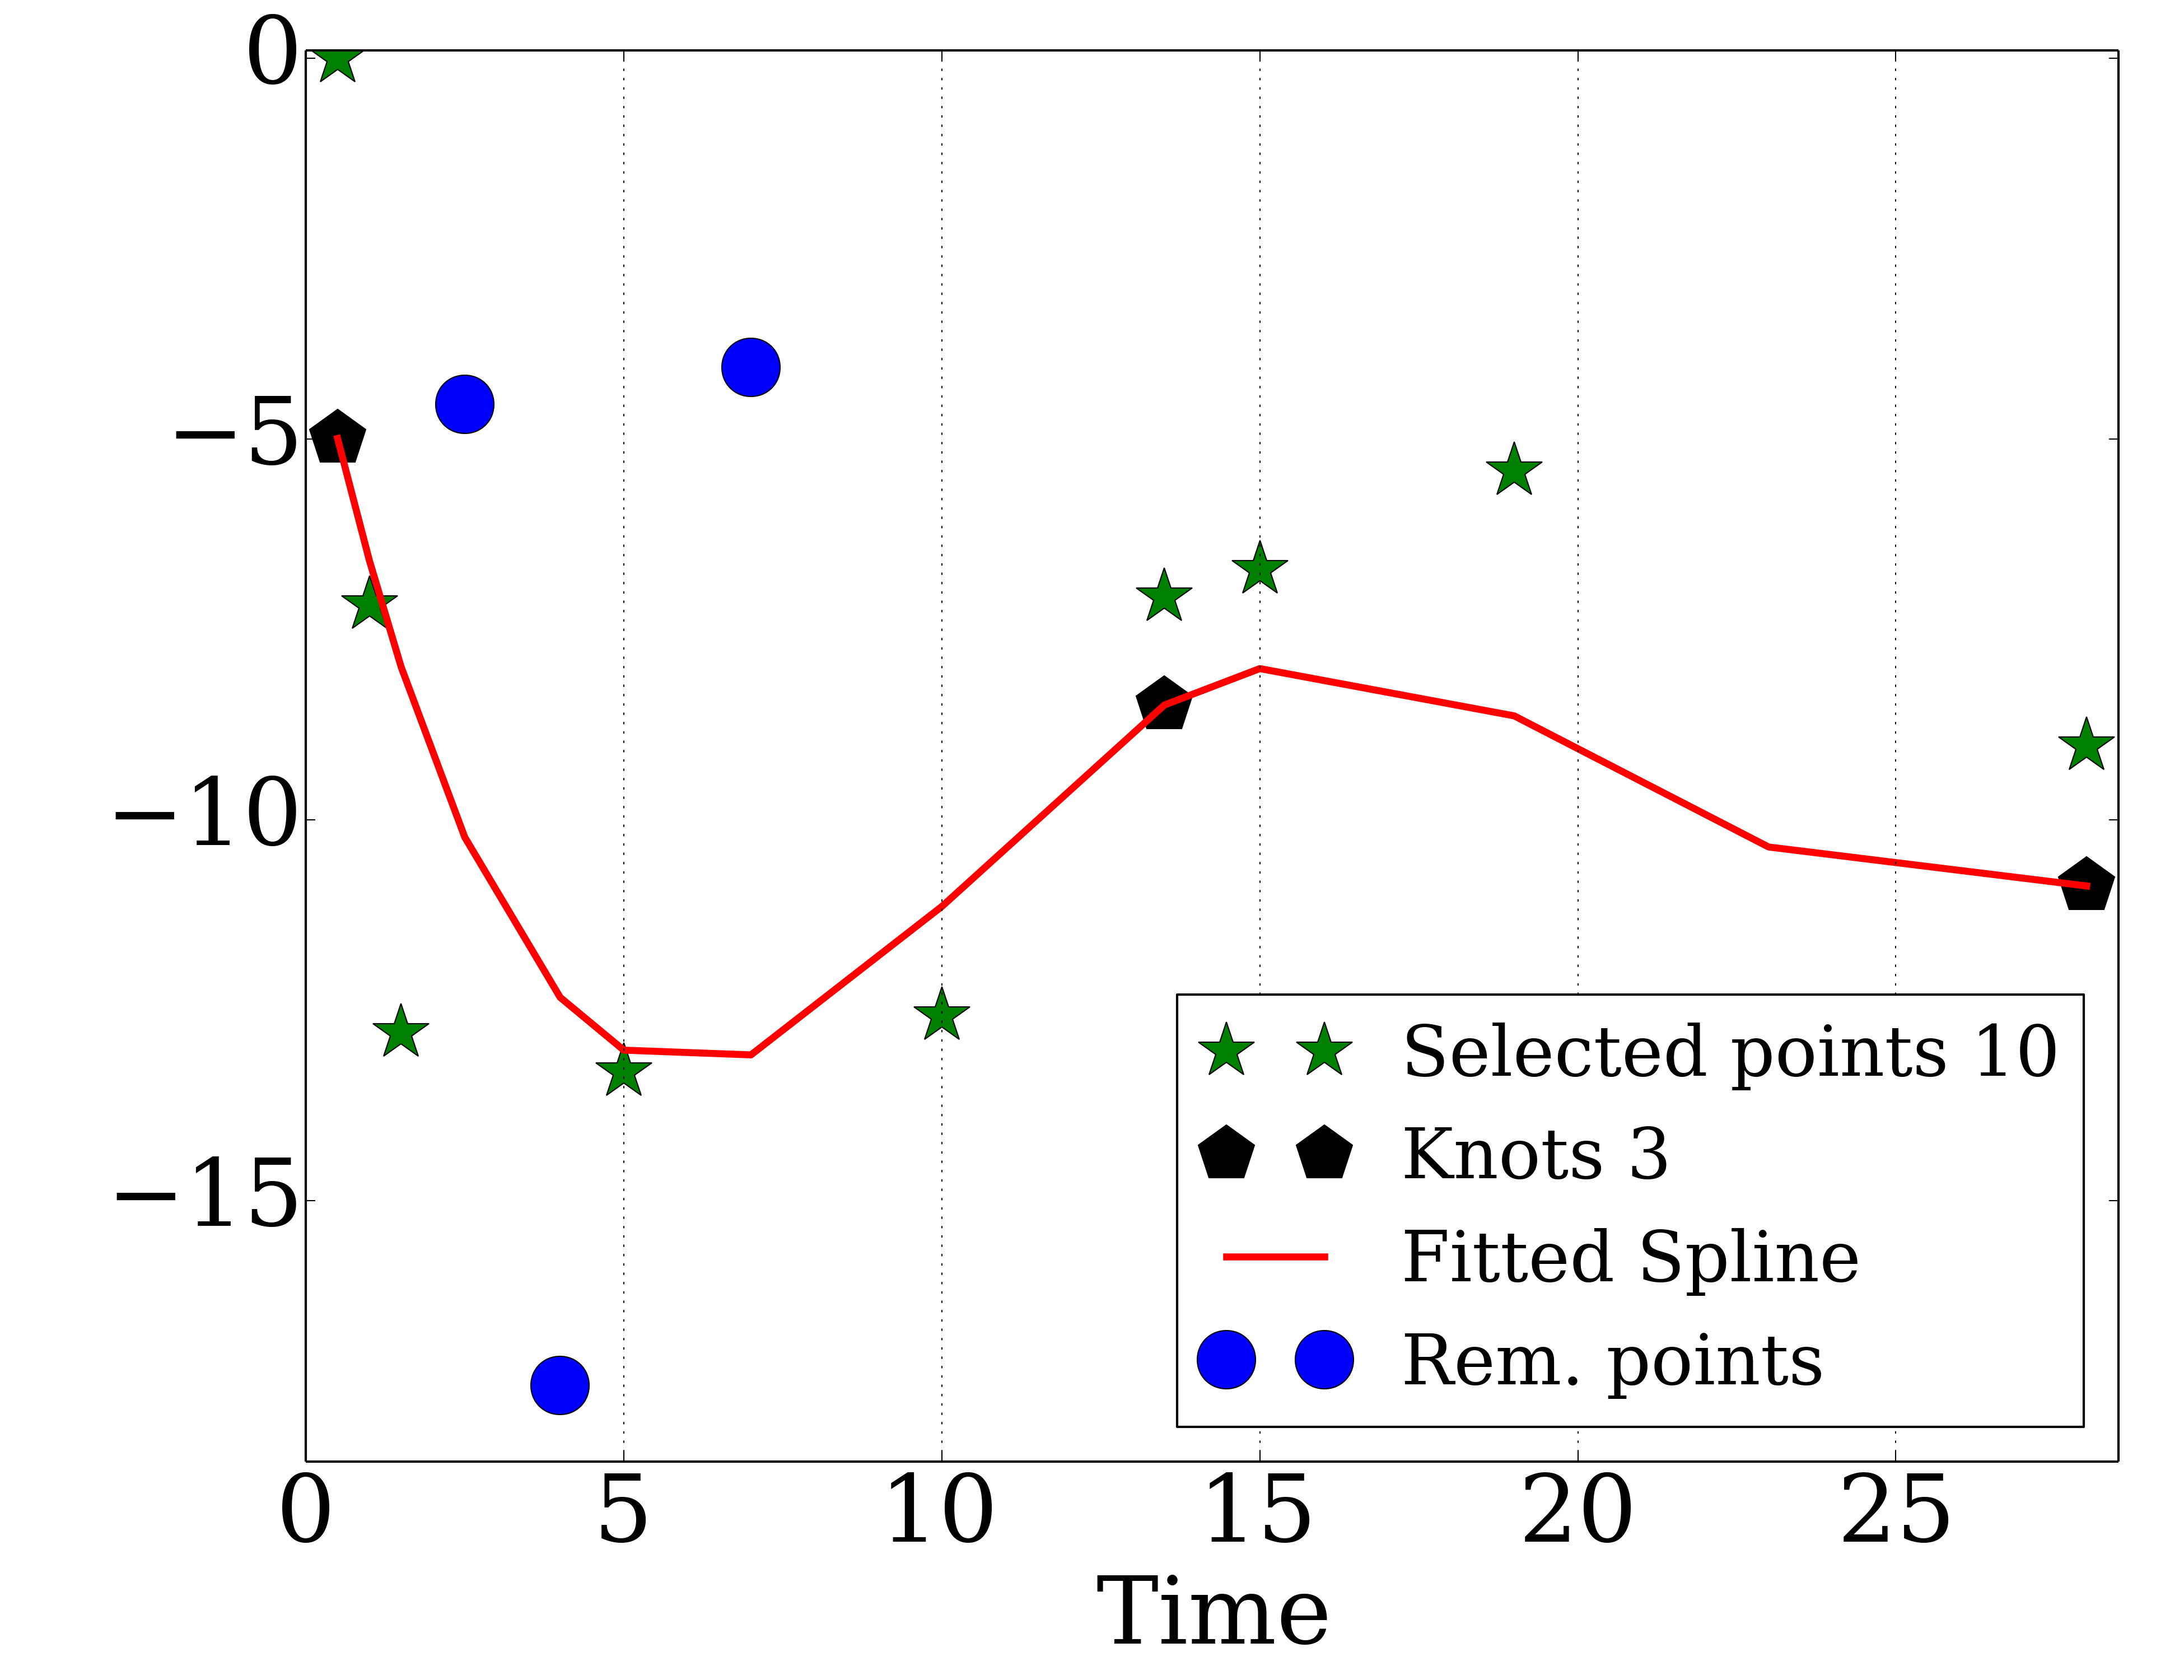 0
−5
−10
−15
0 5 10 15 20 25
Time
Selected points 10
Knots 3
Fitted Spline
Rem. points